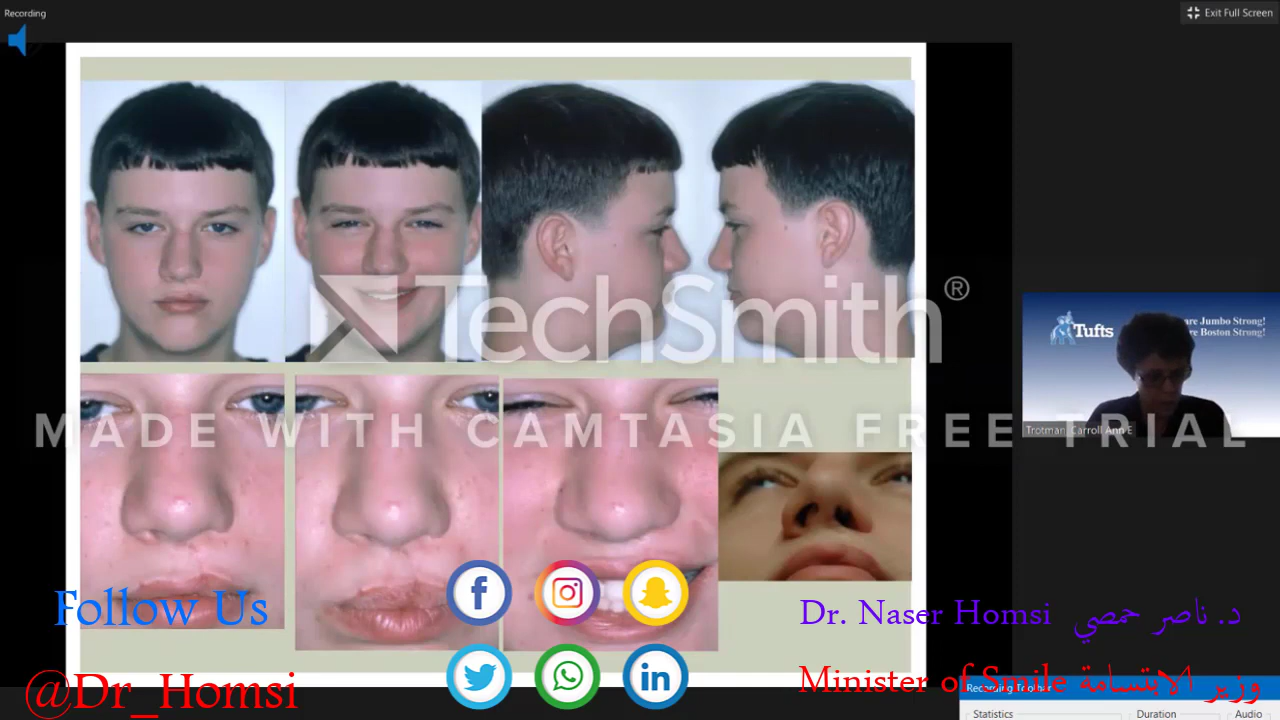 Recording
Exit Full Screen
TechSmith®
MADE WITH CAMTASIA FREE TRIAL
Tufts
are Jumbo Strong!
re Boston Strong!
Trotman, Carroll Ann E
Follow Us
@Dr_Homsi
Dr. Naser Homsi د. ناصر حمصي
Minister of Smile وزير الابتسامة
Recording Toolbar
Statistics
Duration
Audio